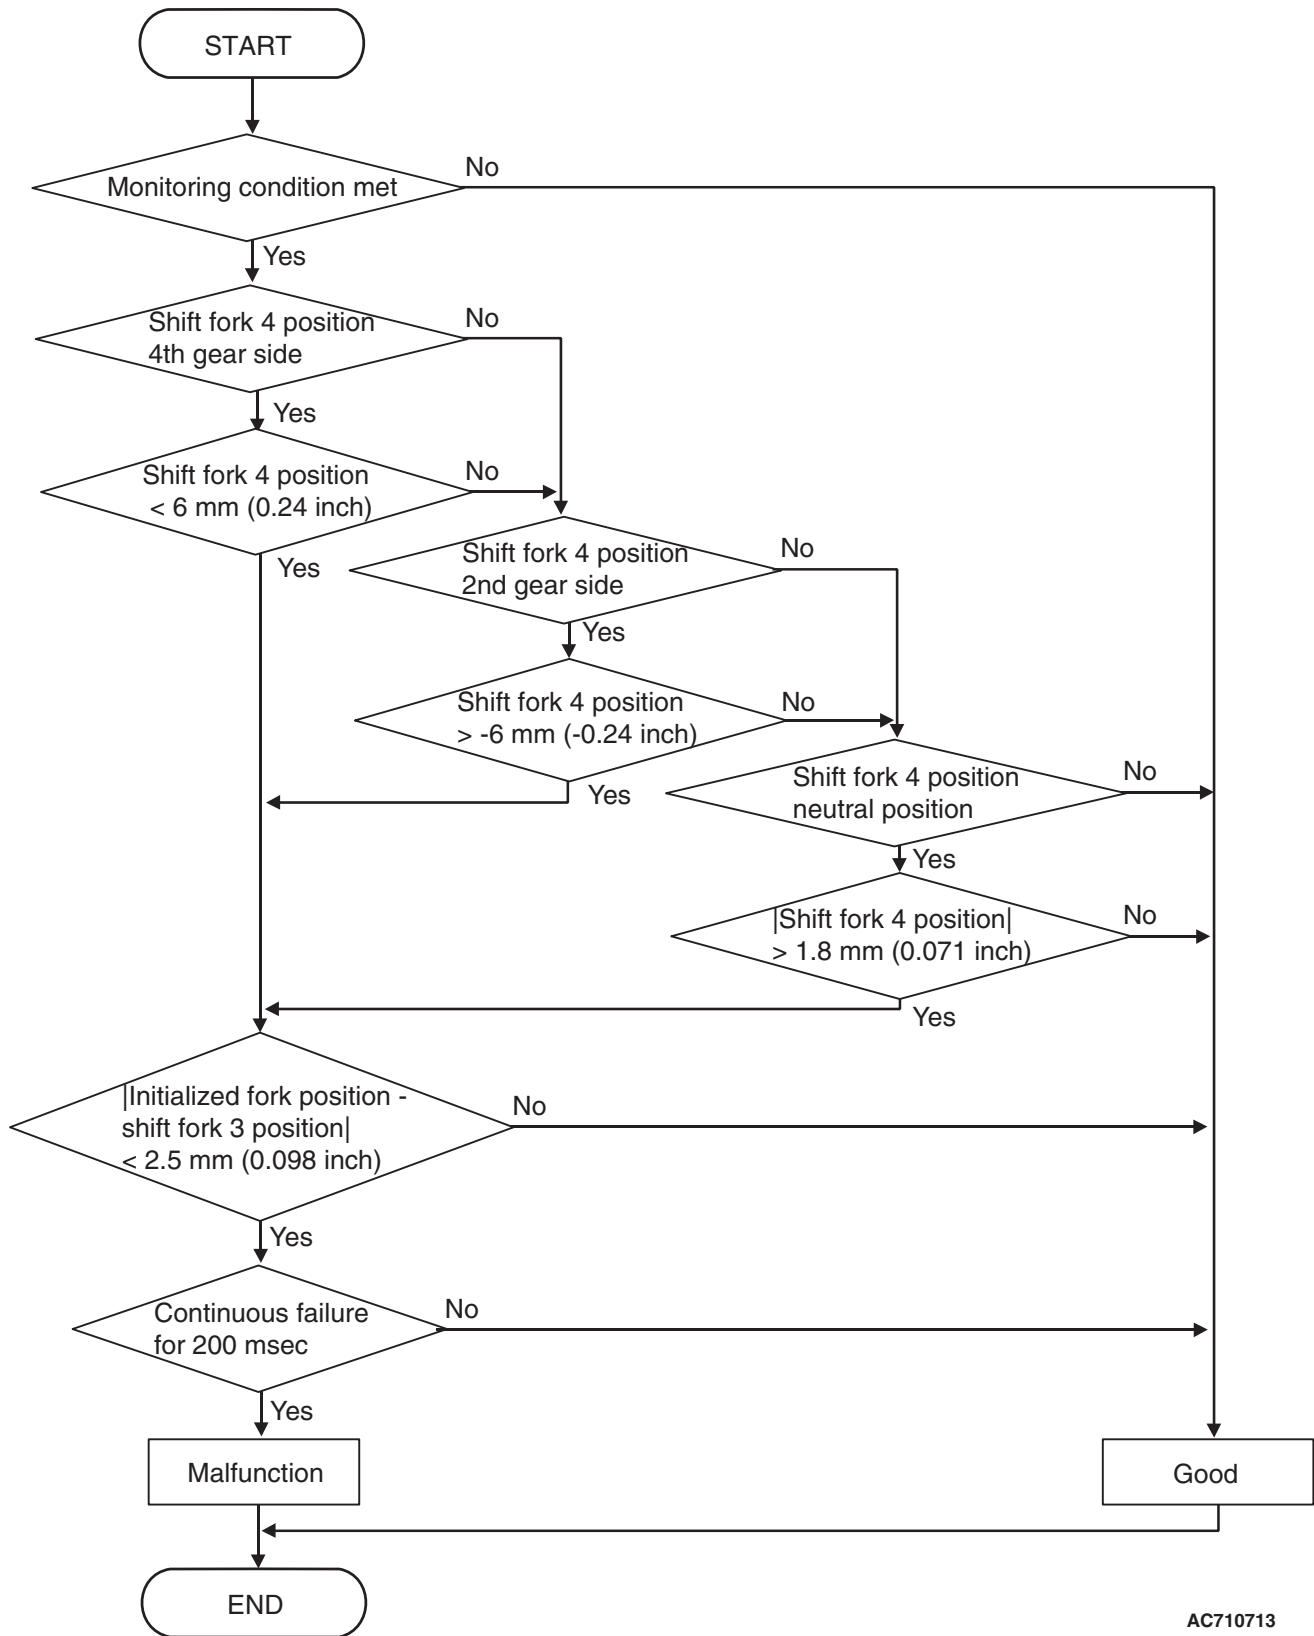 START
Monitoring condition met
No
Yes
Shift fork 4 position
4th gear side
No
Yes
Shift fork 4 position
< 6 mm (0.24 inch)
No
Yes
Shift fork 4 position
2nd gear side
No
Yes
Shift fork 4 position
> -6 mm (-0.24 inch)
No
Yes
Shift fork 4 position
neutral position
No
Yes
|Shift fork 4 position|
> 1.8 mm (0.071 inch)
No
Yes
|Initialized fork position -
shift fork 3 position|
< 2.5 mm (0.098 inch)
No
Yes
Continuous failure
for 200 msec
No
Yes
Malfunction
Good
END
AC710713